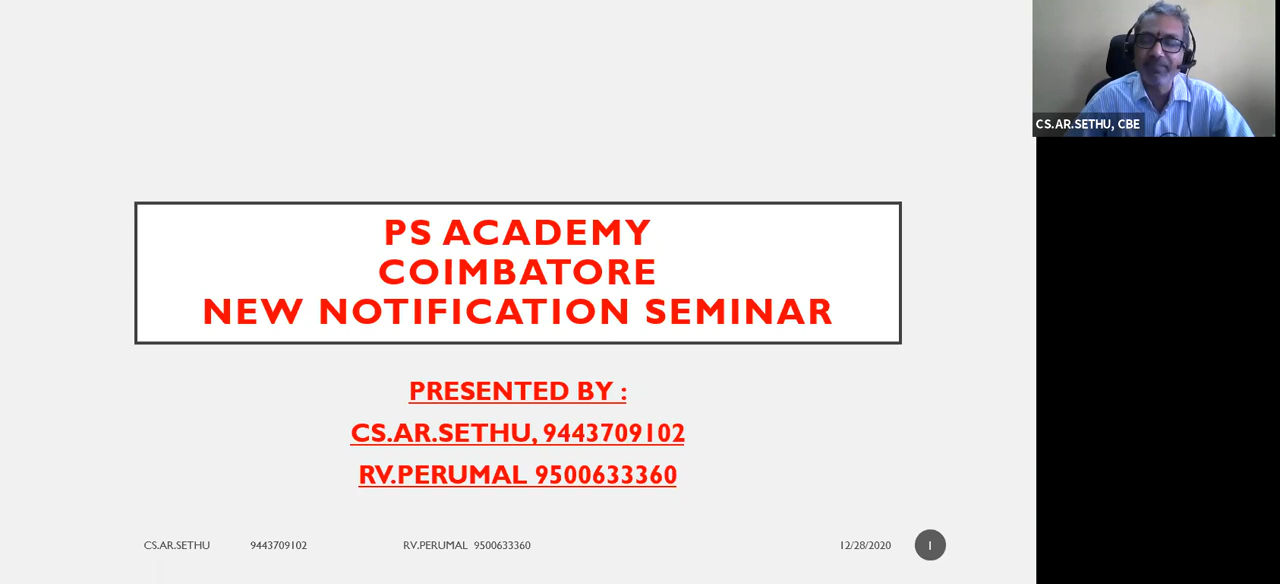 CS.AR.SETHU, CBE
PS ACADEMY
COIMBATORE
NEW NOTIFICATION SEMINAR
PRESENTED BY :
CS.AR.SETHU, 9443709102
RV.PERUMAL 9500633360
CS.AR.SETHU 9443709102 RV.PERUMAL 9500633360 12/28/2020 1